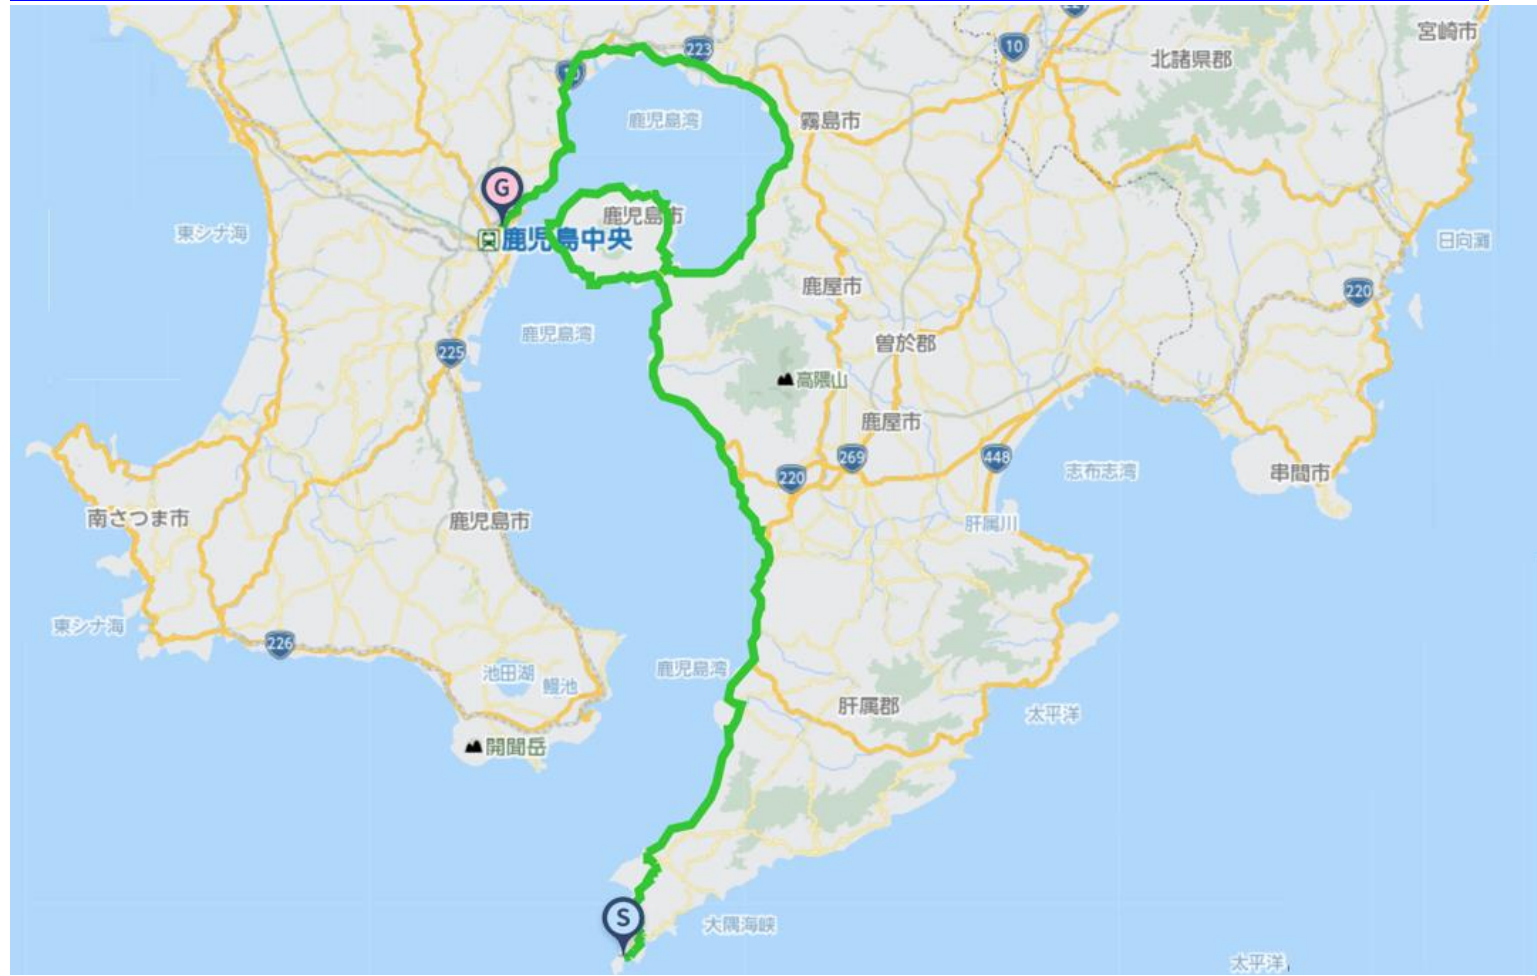 223
10
宮崎市
北諸県郡
10
鹿児島湾
霧島市
G
鹿児島市
東シナ海
鹿児島中央
日向灘
鹿屋市
220
鹿児島湾
曽於郡
225
高隈山
鹿屋市
269
448
220
志布志湾
串間市
南さつま市
鹿児島市
肝属川
東シナ海
226
鹿児島湾
池田湖
鰻池
肝属郡
太平洋
開聞岳
S
大隅海峡
太平洋